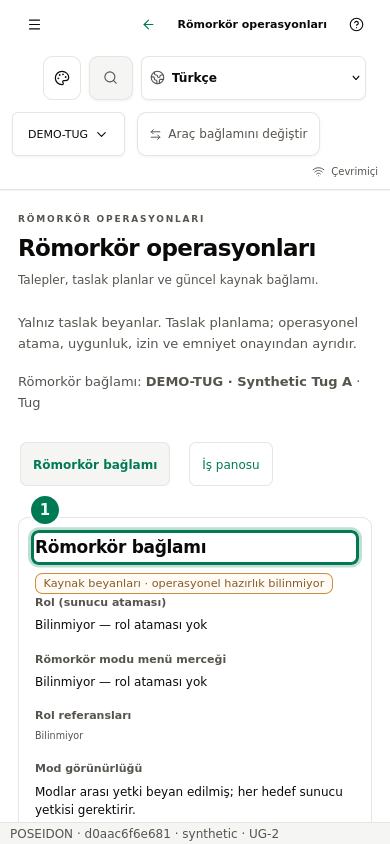 Römorkör operasyonları
Türkçe
DEMO-TUG
Araç bağlamını değiştir
Çevrimiçi
RÖMORKÖR OPERASYONLARI
Römorkör operasyonları
Talepler, taslak planlar ve güncel kaynak bağlamı.
Yalnız taslak beyanlar. Taslak planlama; operasyonel
atama, uygunluk, izin ve emniyet onayından ayrıdır.
Römorkör bağlamı: DEMO-TUG · Synthetic Tug A ·
Tug
Römorkör bağlamı
İş panosu
1
Römorkör bağlamı
Kaynak beyanları · operasyonel hazırlık bilinmiyor
Rol (sunucu ataması)
Bilinmiyor — rol ataması yok
Römorkör modu menü merceği
Bilinmiyor — rol ataması yok
Rol referansları
Bilinmiyor
Mod görünürlüğü
Modlar arası yetki beyan edilmiş; her hedef sunucu
yetkisi gerektirir.
POSEIDON · d0aac6f6e681 · synthetic · UG-2